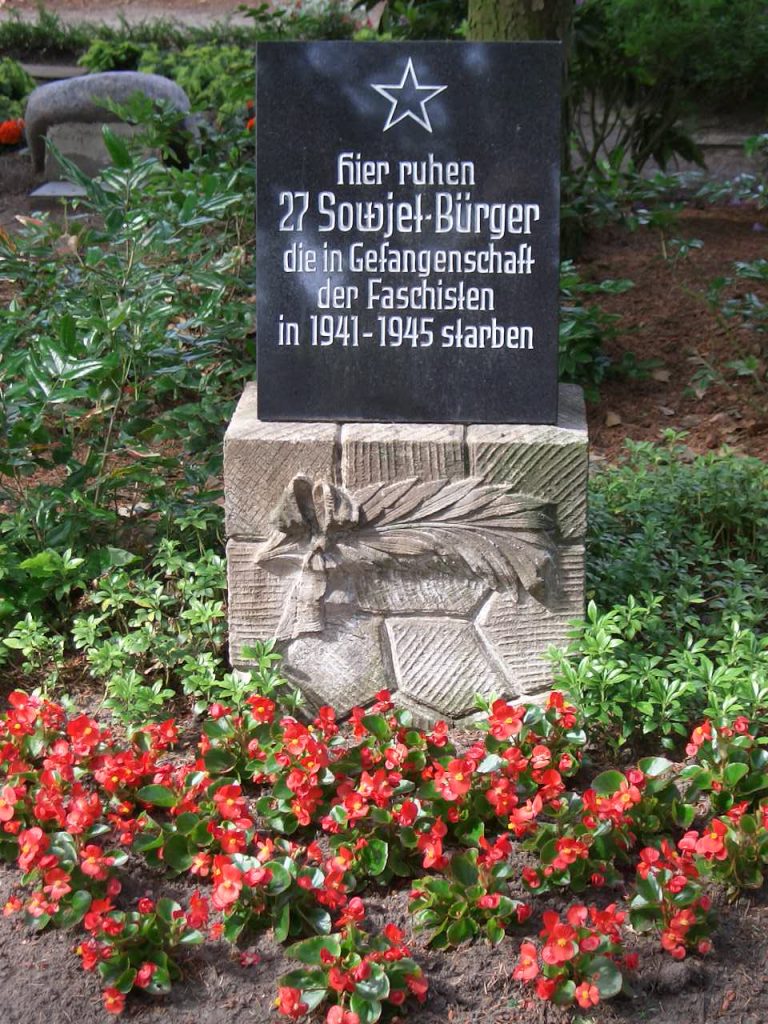 Hier ruhen
27 Sowjet-Bürger
die in Gefangenschaft
der Faschisten
in 1941-1945 starben